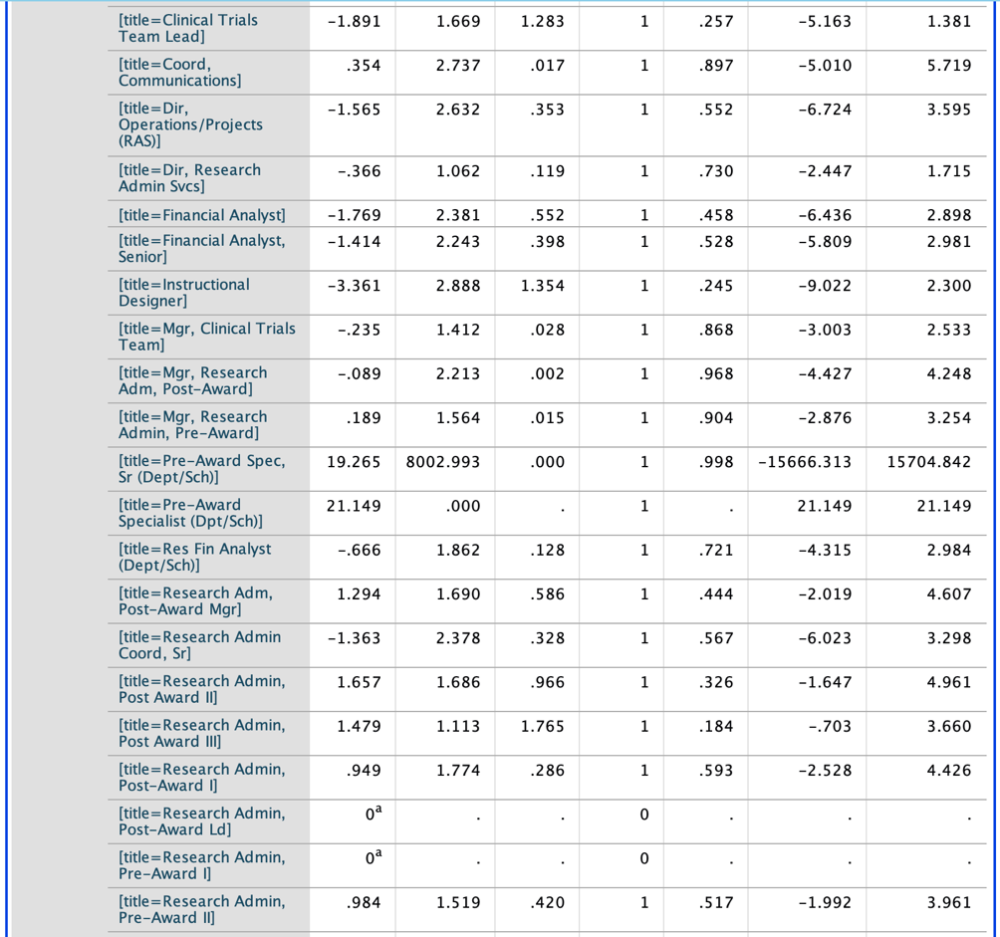 [title=Clinical Trials -1.891 1.669 1.283 1 .257 -5.163 1.381
Team Lead]
[title=Coord, .354 2.737 .017 1 .897 -5.010 5.719
Communications]
[title=Dir, -1.565 2.632 .353 1 .552 -6.724 3.595
Operations/Projects
(RAS)]
[title=Dir, Research -.366 1.062 .119 1 .730 -2.447 1.715
Admin Svcs]
[title=Financial Analyst] -1.769 2.381 .552 1 .458 -6.436 2.898
[title=Financial Analyst, -1.414 2.243 .398 1 .528 -5.809 2.981
Senior]
[title=Instructional -3.361 2.888 1.354 1 .245 -9.022 2.300
Designer]
[title=Mgr, Clinical Trials -.235 1.412 .028 1 .868 -3.003 2.533
Team]
[title=Mgr, Research -.089 2.213 .002 1 .968 -4.427 4.248
Adm, Post-Award]
[title=Mgr, Research .189 1.564 .015 1 .904 -2.876 3.254
Admin, Pre-Award]
[title=Pre-Award Spec, 19.265 8002.993 .000 1 .998 -15666.313 15704.842
Sr (Dept/Sch)]
[title=Pre-Award 21.149 .000 . 1 . 21.149 21.149
Specialist (Dpt/Sch)]
[title=Res Fin Analyst -.666 1.862 .128 1 .721 -4.315 2.984
(Dept/Sch)]
[title=Research Adm, 1.294 1.690 .586 1 .444 -2.019 4.607
Post-Award Mgr]
[title=Research Admin -1.363 2.378 .328 1 .567 -6.023 3.298
Coord, Sr]
[title=Research Admin, 1.657 1.686 .966 1 .326 -1.647 4.961
Post Award II]
[title=Research Admin, 1.479 1.113 1.765 1 .184 -.703 3.660
Post Award III]
[title=Research Admin, .949 1.774 .286 1 .593 -2.528 4.426
Post-Award I]
[title=Research Admin, 0a . . 0 . . .
Post-Award Ld]
[title=Research Admin, 0a . . 0 . . .
Pre-Award I]
[title=Research Admin, .984 1.519 .420 1 .517 -1.992 3.961
Pre-Award II]